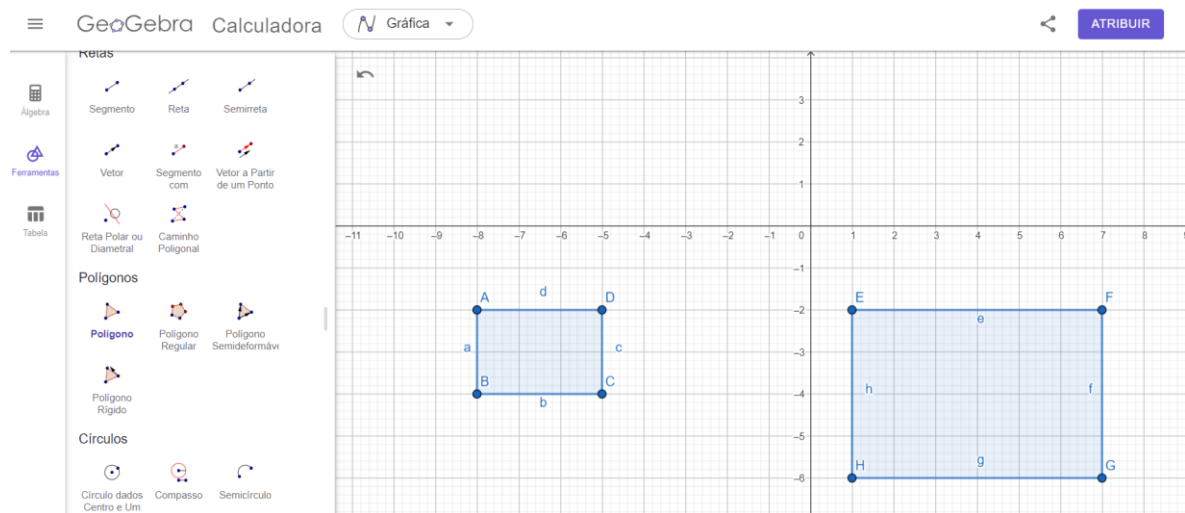 GeoGebra Calculadora Gráfica ATRIBUIR
Álgebra
Ferramentas
Tabela
Retas
Segmento Reta Semirreta
Vetor Segmento com Vetor a Partir de um Ponto
Reta Polar ou Diametral Caminho Poligonal
Polígonos
Polígono Polígono Regular Polígono Semideformáve
Polígono Rígido
Círculos
Círculo dados Centro e Um Compasso Semicírculo
3
2
1
−11 −10 −9 −8 −7 −6 −5 −4 −3 −2 −1 0 1 2 3 4 5 6 7 8 9
−1
−2
−3
−4
−5
−6
A d D
a c
B b C
E e F
h f
H g G